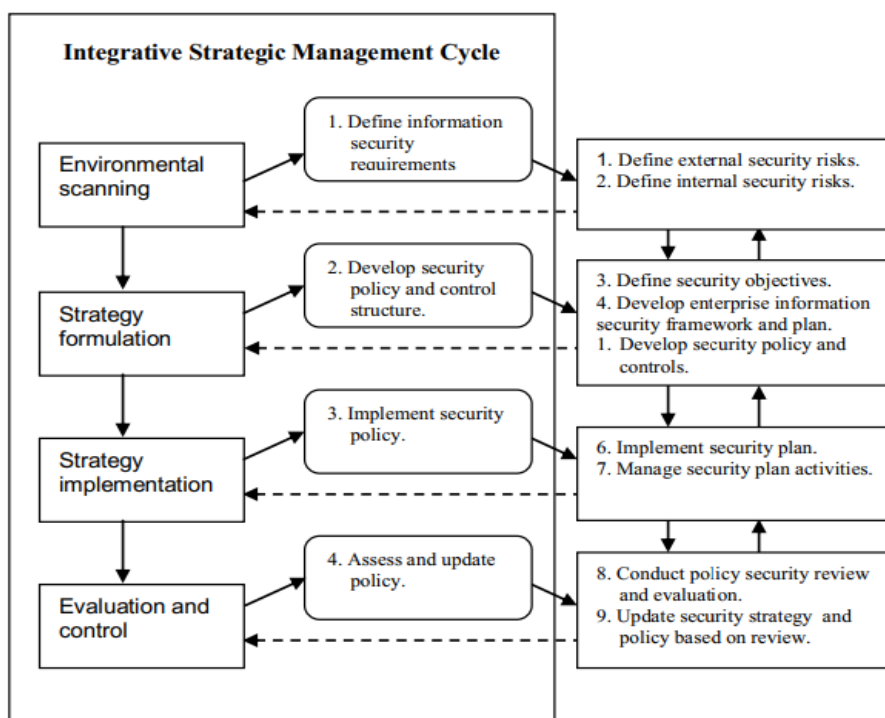 Integrative Strategic Management Cycle
Environmental
scanning
1. Define information
security
requirements
1. Define external security risks.
2. Define internal security risks.
Strategy
formulation
2. Develop security
policy and control
structure.
3. Define security objectives.
4. Develop enterprise information
security framework and plan.
1. Develop security policy and
controls.
Strategy
implementation
3. Implement security
policy.
6. Implement security plan.
7. Manage security plan activities.
Evaluation and
control
4. Assess and update
policy.
8. Conduct policy security review
and evaluation.
9. Update security strategy and
policy based on review.